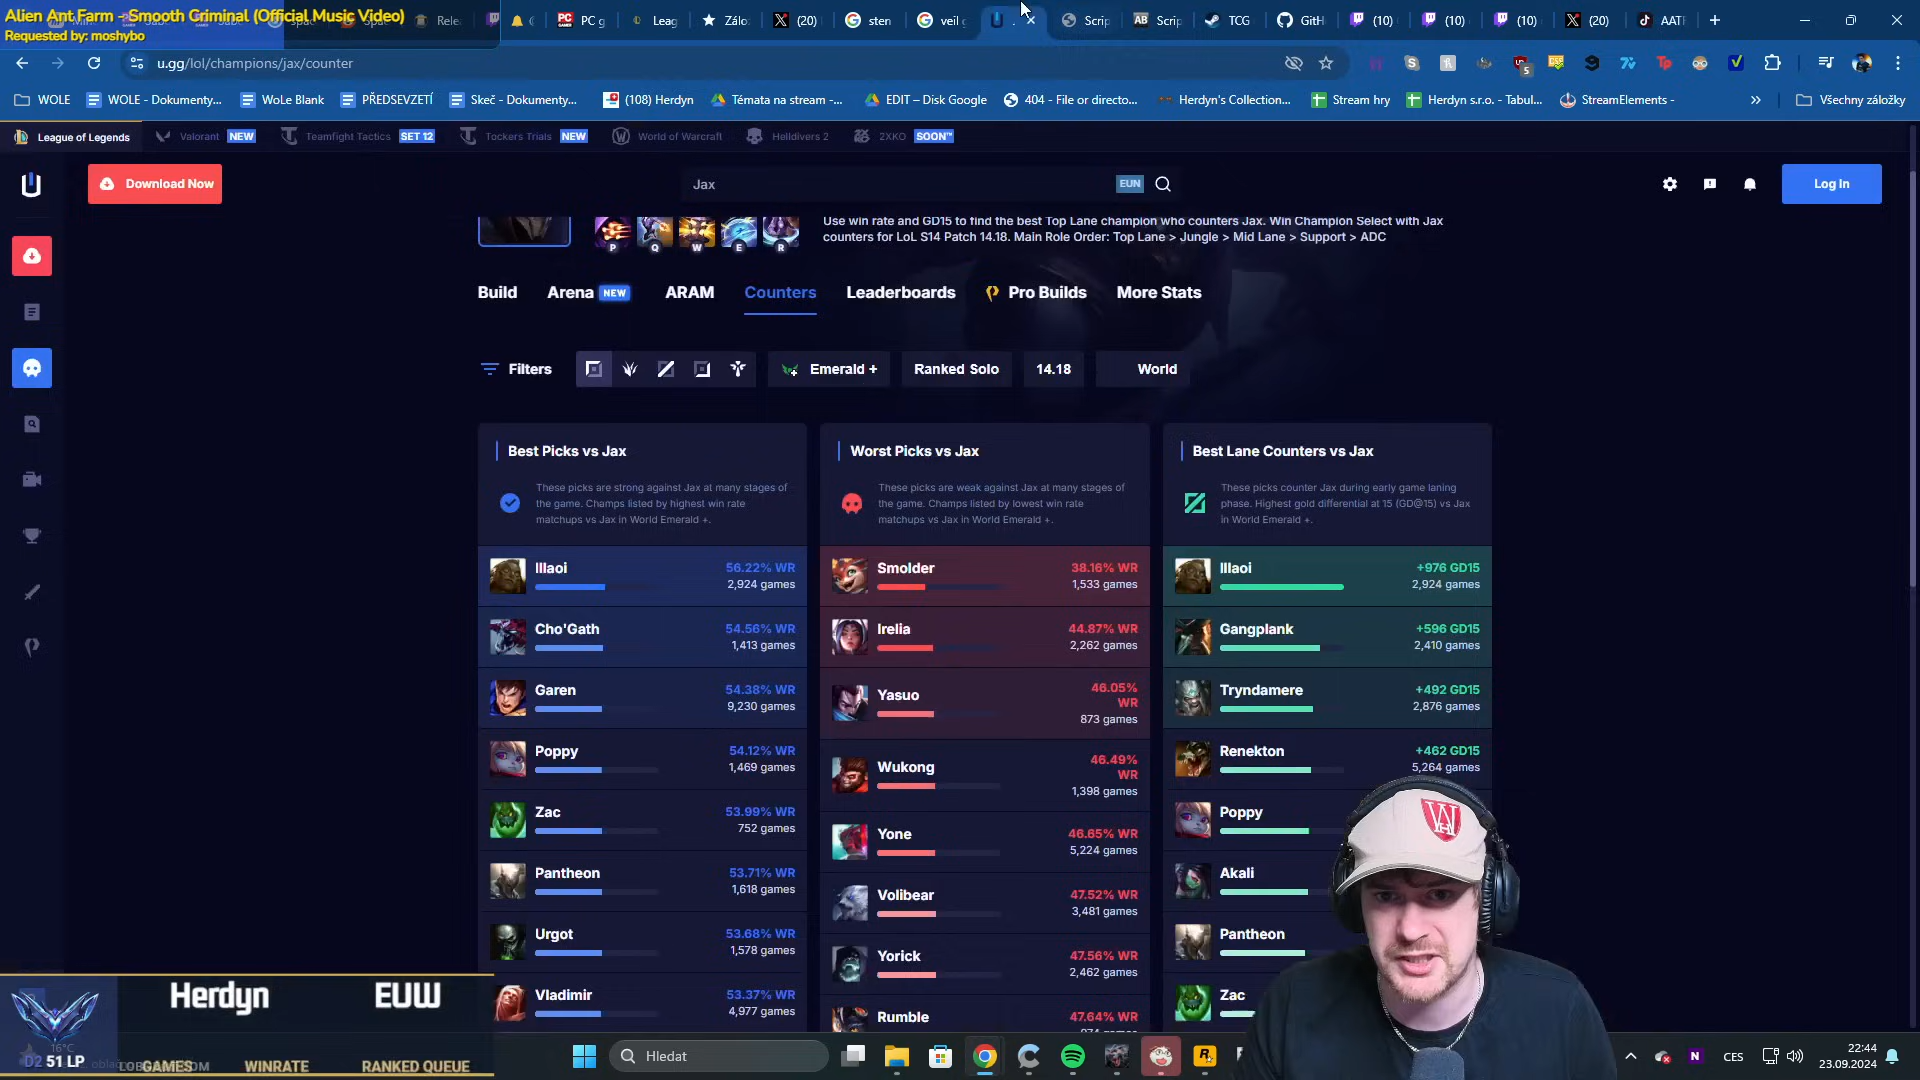 Alien Ant Farm - Smooth Criminal (Official Music Video)
Requested by: moshybo
PC g
Leag
Zálo
(20)
sten
veil
Scrip
Scrip
TCG
GitH
(10)
(10)
(10)
(20)
AAT
u.gg/lol/champions/jax/counter
WOLE
WOLE - Dokumenty...
WoLe Blank
PŘEDSEVZETÍ
Skeč - Dokumenty...
(108) Herdyn
Témata na stream -...
EDIT – Disk Google
404 - File or directo...
Herdyn's Collection...
Stream hry
Herdyn s.r.o. - Tabul...
StreamElements -
Všechny záložky
League of Legends
Valorant NEW
Teamfight Tactics SET 12
Tockers Trials NEW
World of Warcraft
Helldivers 2
2XKO SOON™
Download Now
Jax
EUN
Log In
P
Q
W
E
R
Use win rate and GD15 to find the best Top Lane champion who counters Jax. Win Champion Select with Jax
counters for LoL S14 Patch 14.18. Main Role Order: Top Lane > Jungle > Mid Lane > Support > ADC
Build
Arena NEW
ARAM
Counters
Leaderboards
Pro Builds
More Stats
Filters
Emerald +
Ranked Solo
14.18
World
Best Picks vs Jax
These picks are strong against Jax at many stages of
the game. Champs listed by highest win rate
matchups vs Jax in World Emerald +.
Illaoi
56.22% WR
2,924 games
Cho'Gath
54.56% WR
1,413 games
Garen
54.38% WR
9,230 games
Poppy
54.12% WR
1,469 games
Zac
53.99% WR
752 games
Pantheon
53.71% WR
1,618 games
Urgot
53.68% WR
1,578 games
Vladimir
53.37% WR
4,977 games
Worst Picks vs Jax
These picks are weak against Jax at many stages of
the game. Champs listed by lowest win rate
matchups vs Jax in World Emerald +.
Smolder
38.16% WR
1,533 games
Irelia
44.87% WR
2,262 games
Yasuo
46.05%
WR
873 games
Wukong
46.49%
WR
1,398 games
Yone
46.65% WR
5,224 games
Volibear
47.52% WR
3,481 games
Yorick
47.56% WR
2,462 games
Rumble
47.64% WR
Best Lane Counters vs Jax
These picks counter Jax during early game laning
phase. Highest gold differential at 15 (GD@15) vs Jax
in World Emerald +.
Illaoi
+976 GD15
2,924 games
Gangplank
+596 GD15
2,410 games
Tryndamere
+492 GD15
2,876 games
Renekton
+462 GD15
5,264 games
Poppy
Akali
Pantheon
Zac
Herdyn
EUW
16°C
D2 51 LP
GAMES
WINRATE
RANKED QUEUE
Hledat
CES
22:44
23.09.2024